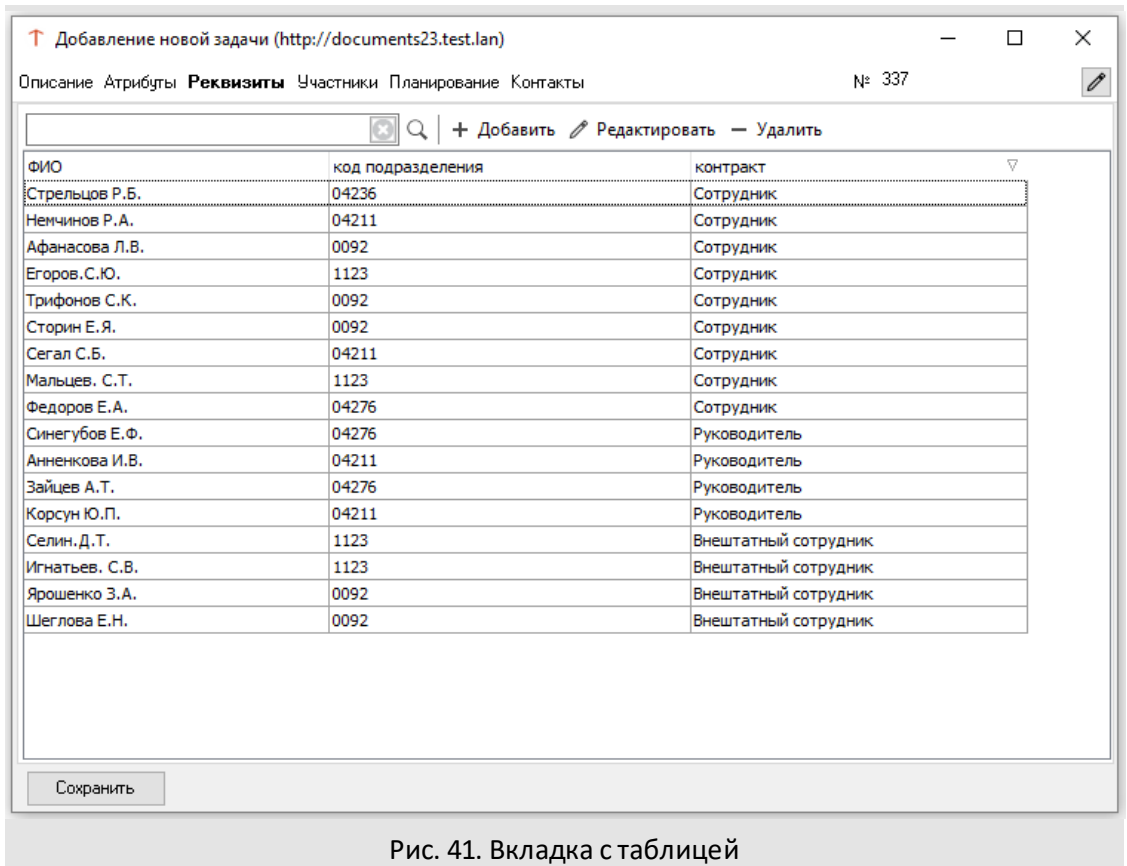 Добавление новой задачи (http://documents23.test.lan)
Описание Атрибуты Реквизиты Участники Планирование Контакты № 337
+ Добавить Редактировать — Удалить
ФИО код подразделения контракт
Стрельцов Р.Б. 04236 Сотрудник
Немчинов Р.А. 04211 Сотрудник
Афанасова Л.В. 0092 Сотрудник
Егоров.С.Ю. 1123 Сотрудник
Трифонов С.К. 0092 Сотрудник
Сторин Е.Я. 0092 Сотрудник
Сегал С.Б. 04211 Сотрудник
Мальцев. С.Т. 1123 Сотрудник
Федоров Е.А. 04276 Сотрудник
Синегубов Е.Ф. 04276 Руководитель
Анненкова И.В. 04211 Руководитель
Зайцев А.Т. 04276 Руководитель
Корсун Ю.П. 04211 Руководитель
Селин.Д.Т. 1123 Внештатный сотрудник
Игнатьев. С.В. 1123 Внештатный сотрудник
Ярошенко З.А. 0092 Внештатный сотрудник
Шеглова Е.Н. 0092 Внештатный сотрудник
Сохранить
Рис. 41. Вкладка с таблицей